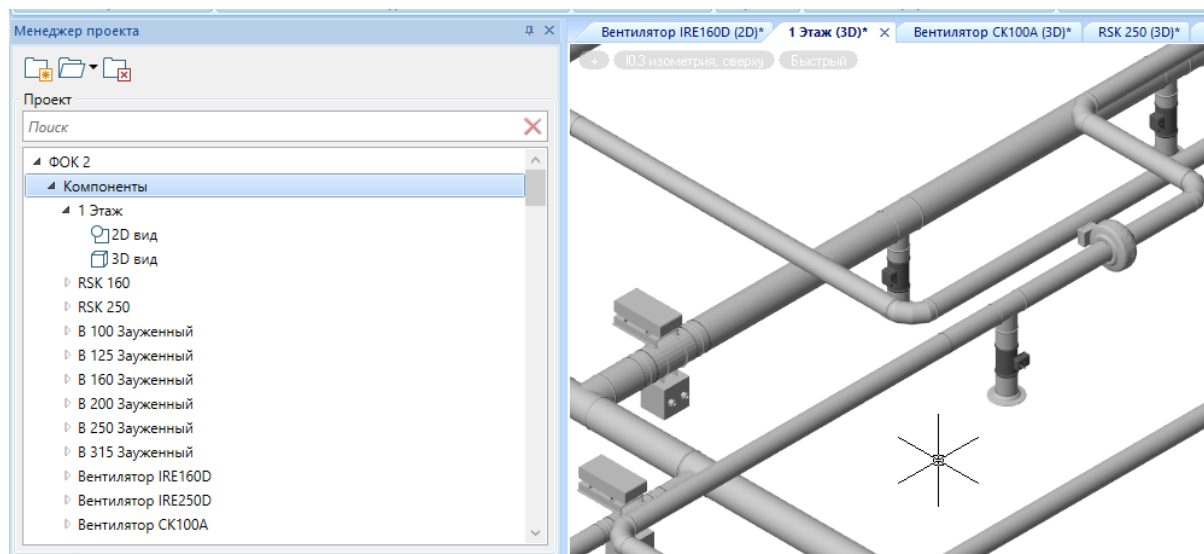 Менеджер проекта
Проект
Поиск
ФОК 2
Компоненты
1 Этаж
2D вид
3D вид
RSK 160
RSK 250
В 100 Зауженный
В 125 Зауженный
В 160 Зауженный
В 200 Зауженный
В 250 Зауженный
В 315 Зауженный
Вентилятор IRE160D
Вентилятор IRE250D
Вентилятор СК100А
Вентилятор IRE160D (2D)* 1 Этаж (3D)* Вентилятор СК100А (3D)* RSK 250 (3D)*
+ ЮЗ изометрия, сверху Быстрый